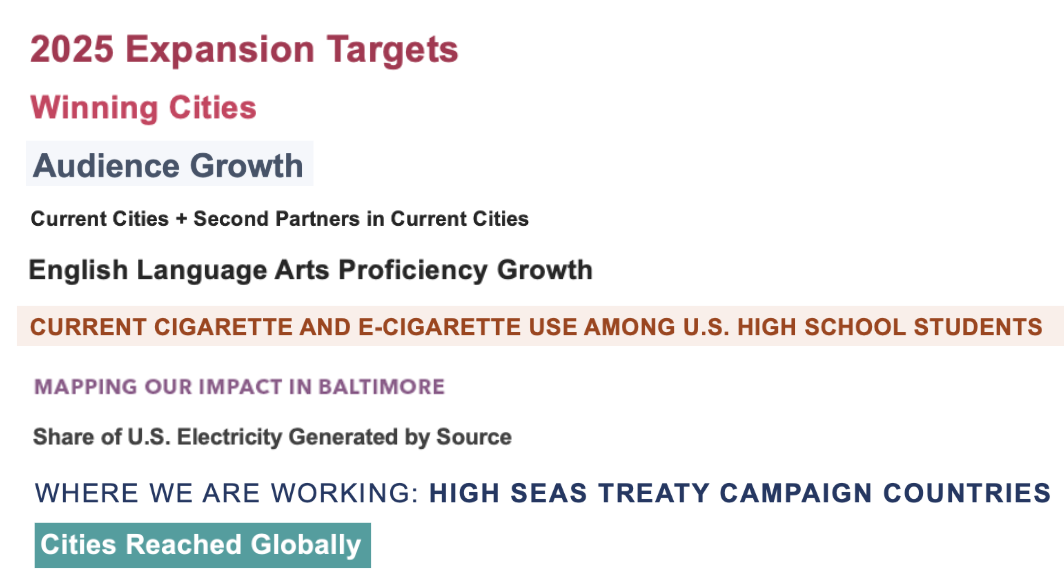 2025 Expansion Targets
Winning Cities
Audience Growth
Current Cities + Second Partners in Current Cities
English Language Arts Proficiency Growth
CURRENT CIGARETTE AND E-CIGARETTE USE AMONG U.S. HIGH SCHOOL STUDENTS
MAPPING OUR IMPACT IN BALTIMORE
Share of U.S. Electricity Generated by Source
WHERE WE ARE WORKING: HIGH SEAS TREATY CAMPAIGN COUNTRIES
Cities Reached Globally